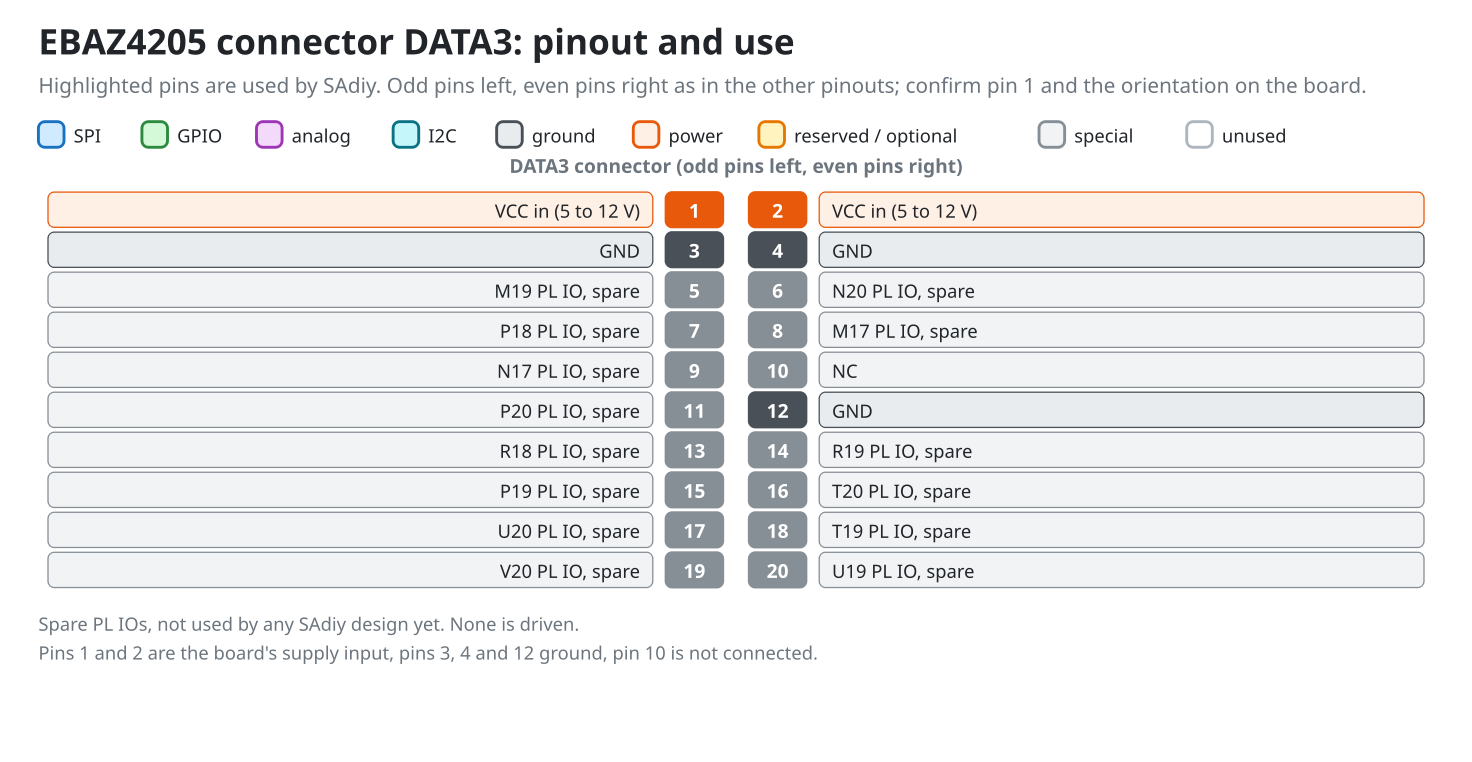 EBAZ4205 connector DATA3: pinout and use
Highlighted pins are used by SAdiy. Odd pins left, even pins right as in the other pinouts; confirm pin 1 and the orientation on the board.
SPI GPIO analog I2C ground power reserved / optional special unused
DATA3 connector (odd pins left, even pins right)
VCC in (5 to 12 V) 1 2 VCC in (5 to 12 V)
GND 3 4 GND
M19 PL IO, spare 5 6 N20 PL IO, spare
P18 PL IO, spare 7 8 M17 PL IO, spare
N17 PL IO, spare 9 10 NC
P20 PL IO, spare 11 12 GND
R18 PL IO, spare 13 14 R19 PL IO, spare
P19 PL IO, spare 15 16 T20 PL IO, spare
U20 PL IO, spare 17 18 T19 PL IO, spare
V20 PL IO, spare 19 20 U19 PL IO, spare
Spare PL IOs, not used by any SAdiy design yet. None is driven.
Pins 1 and 2 are the board's supply input, pins 3, 4 and 12 ground, pin 10 is not connected.